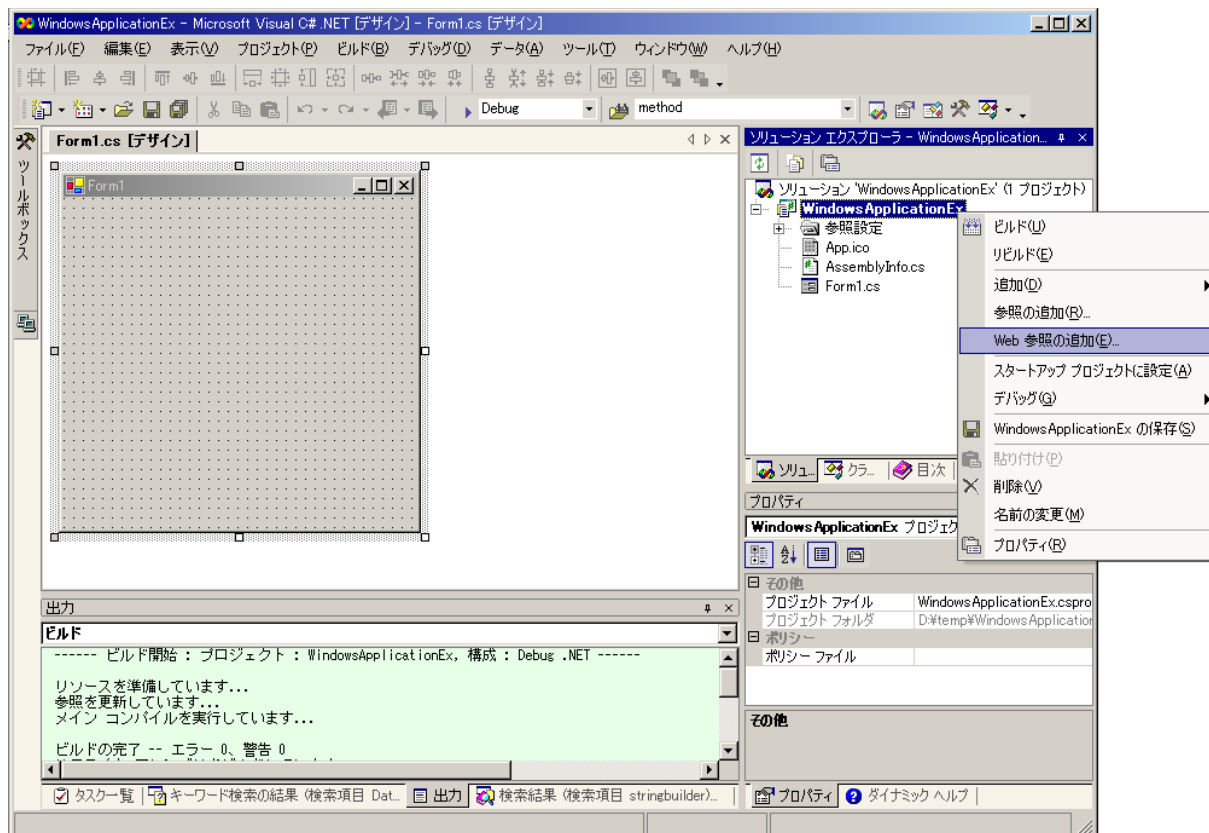 WindowsApplicationEx - Microsoft Visual C# .NET [デザイン] - Form1.cs [デザイン]
ファイル(F) 編集(E) 表示(V) プロジェクト(P) ビルド(B) デバッグ(D) データ(A) ツール(T) ウィンドウ(W) ヘルプ(H)
Debug method
Form1.cs [デザイン]
ツールボックス
Form1
ソリューション エクスプローラ - WindowsApplication...
ソリューション 'WindowsApplicationEx' (1 プロジェクト)
WindowsApplicationEx
参照設定
App.ico
AssemblyInfo.cs
Form1.cs
ビルド(U)
リビルド(E)
追加(D)
参照の追加(R)...
Web 参照の追加(E)...
スタートアップ プロジェクトに設定(A)
デバッグ(G)
WindowsApplicationEx の保存(S)
貼り付け(P)
削除(V)
名前の変更(M)
プロパティ(R)
ソリュ... クラ... 目次
プロパティ
WindowsApplicationEx プロジェク
その他
プロジェクト ファイル WindowsApplicationEx.cspro
プロジェクト フォルダ D:¥temp¥WindowsApplication
ポリシー
ポリシー ファイル
その他
プロパティ ダイナミック ヘルプ
出力
ビルド
------ ビルド開始 : プロジェクト : WindowsApplicationEx, 構成 : Debug .NET ------
リソースを準備しています...
参照を更新しています...
メイン コンパイルを実行しています...
ビルドの完了 -- エラー 0、警告 0
タスク一覧 キーワード検索の結果 (検索項目 Dat... 出力 検索結果 (検索項目 stringbuilder)...